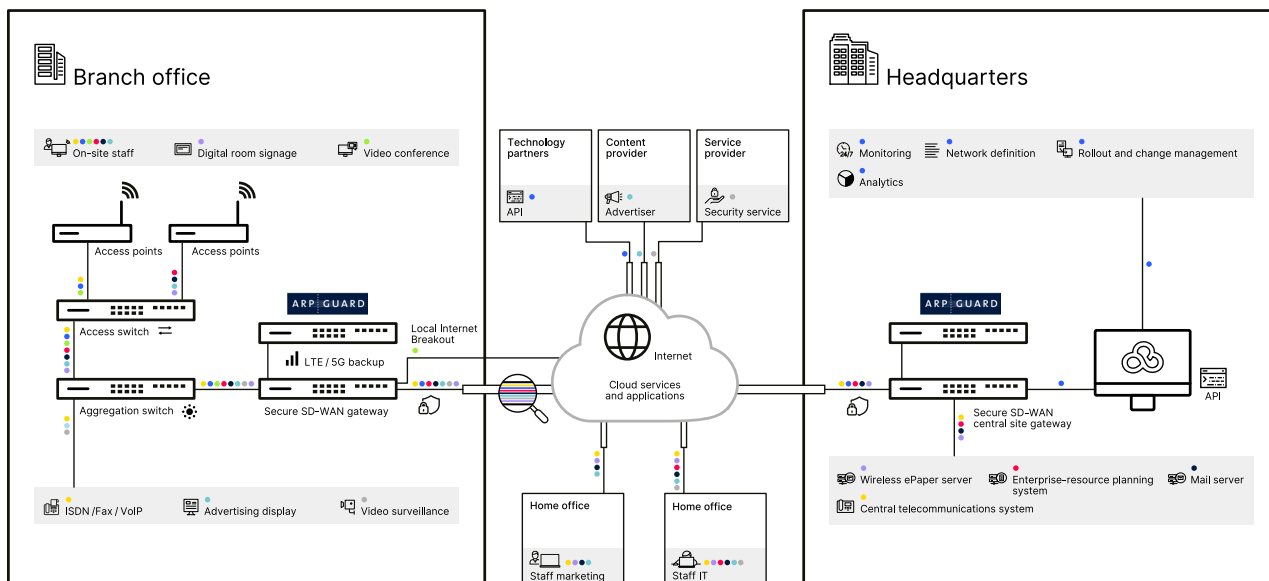 Branch office
On-site staff
Digital room signage
Video conference
Access points
Access points
Access switch
ARP GUARD
LTE / 5G backup
Local Internet
Breakout
Aggregation switch
Secure SD-WAN gateway
ISDN /Fax / VoIP
Advertising display
Video surveillance
Technology
partners
API
Content
provider
Advertiser
Service
provider
Security service
Internet
Cloud services
and applications
Home office
Staff marketing
Home office
Staff IT
Headquarters
24/7
Monitoring
Network definition
Rollout and change management
Analytics
ARP GUARD
API
Secure SD-WAN
central site gateway
Wireless ePaper server
Enterprise-resource planning
system
Mail server
Central telecommunications system